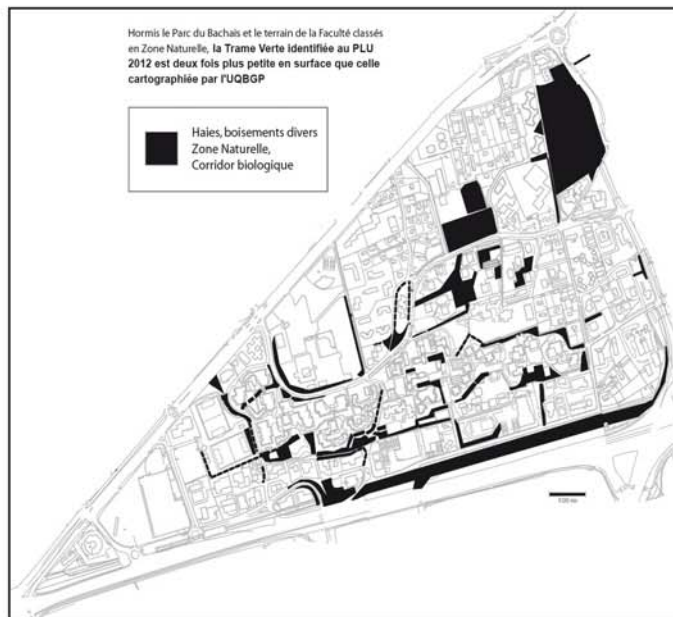 Hormis le Parc du Bachais et le terrain de la Faculté classés
en Zone Naturelle, la Trame Verte identifiée au PLU
2012 est deux fois plus petite en surface que celle
cartographiée par l'UQBGP
Haies, boisements divers
Zone Naturelle,
Corridor biologique